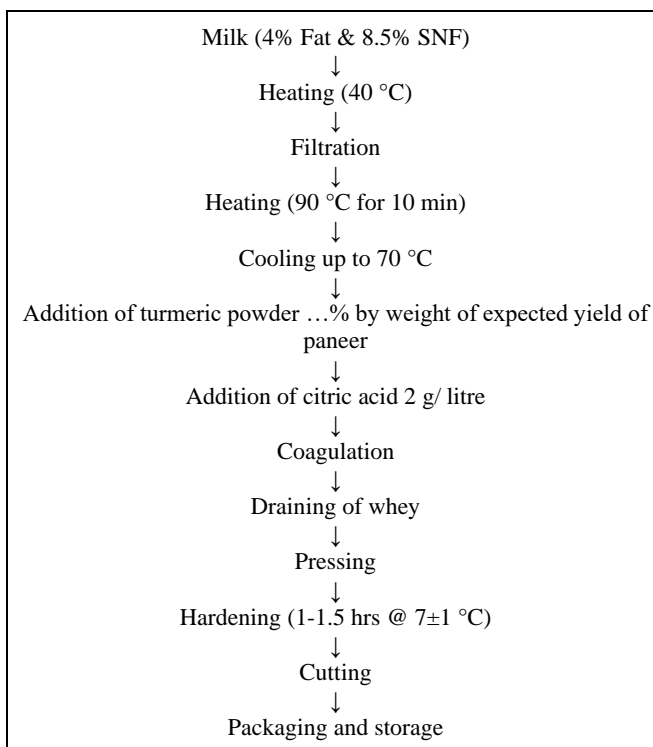 Milk (4% Fat & 8.5% SNF)
↓
Heating (40 °C)
↓
Filtration
↓
Heating (90 °C for 10 min)
↓
Cooling up to 70 °C
↓
Addition of turmeric powder …% by weight of expected yield of
paneer
↓
Addition of citric acid 2 g/ litre
↓
Coagulation
↓
Draining of whey
↓
Pressing
↓
Hardening (1-1.5 hrs @ 7±1 °C)
↓
Cutting
↓
Packaging and storage